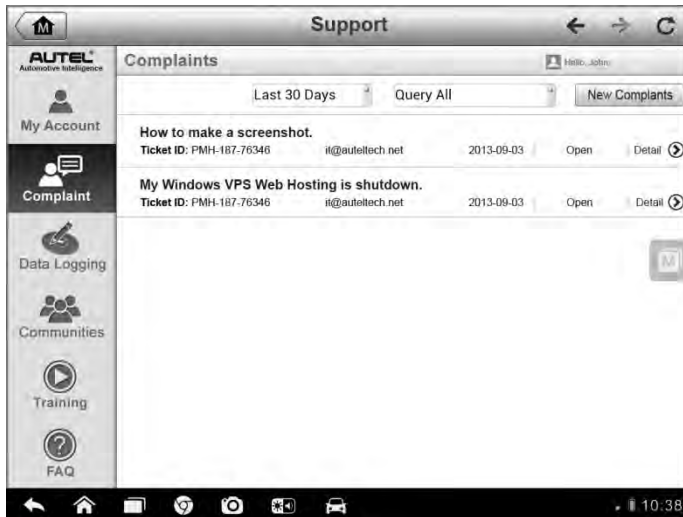 M Support
AUTEL
Automotive Intelligence
Complaints
Hello, John
Last 30 Days Query All New Complants
My Account
How to make a screenshot.
Ticket ID: PMH-187-76346 it@auteltech.net 2013-09-03 Open Detail
Complaint
My Windows VPS Web Hosting is shutdown.
Ticket ID: PMH-187-76346 it@auteltech.net 2013-09-03 Open Detail
M
Data Logging
Communities
Training
?
FAQ
10:38